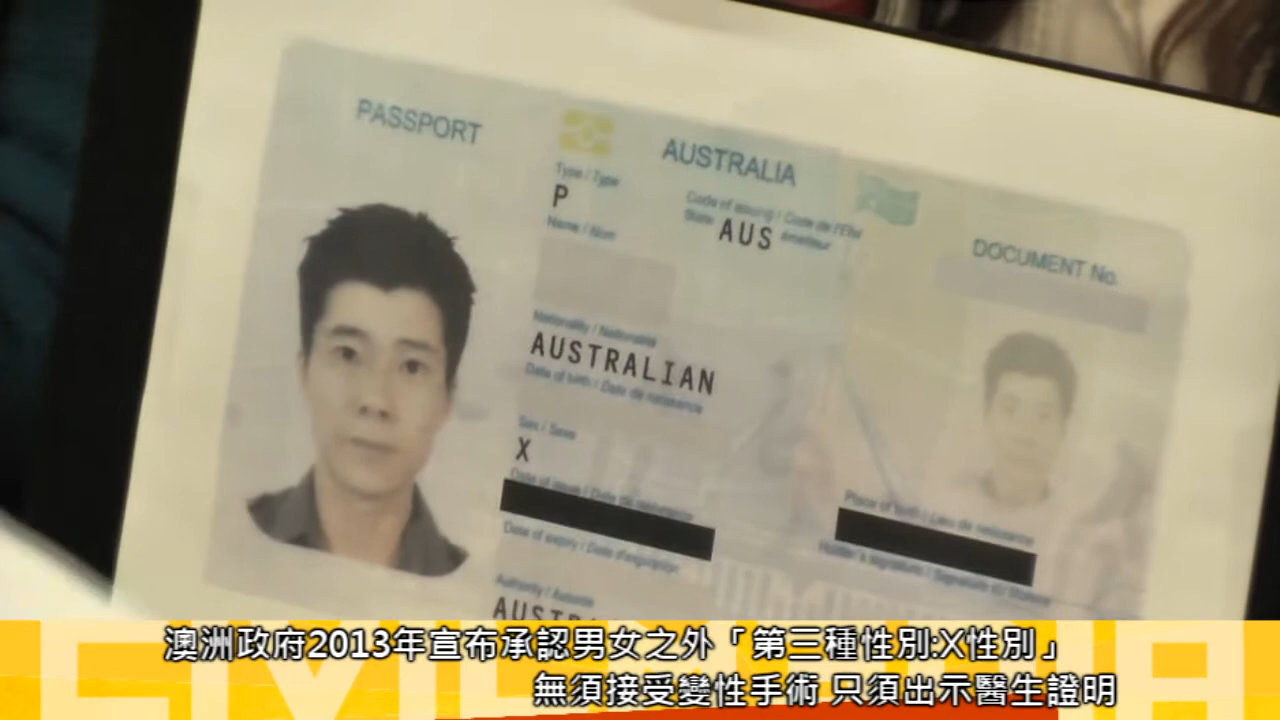 PASSPORT
AUSTRALIA
DOCUMENT No.
Type / Type
P
Code of issuing / Code de l'État
State AUS émetteur
Name / Nom
Nationality / Nationalité
AUSTRALIAN
Date of birth / Date de naissance
Sex / Sexe
X
Date of issue / Date de
Place of birth / Lieu de naissance
Date of expiry / Date d'expiration
Holder's signature / Signature
Authority / Autorité
澳洲政府2013年宣布承認男女之外「第三種性別:X性別」
無須接受變性手術 只須出示醫生證明